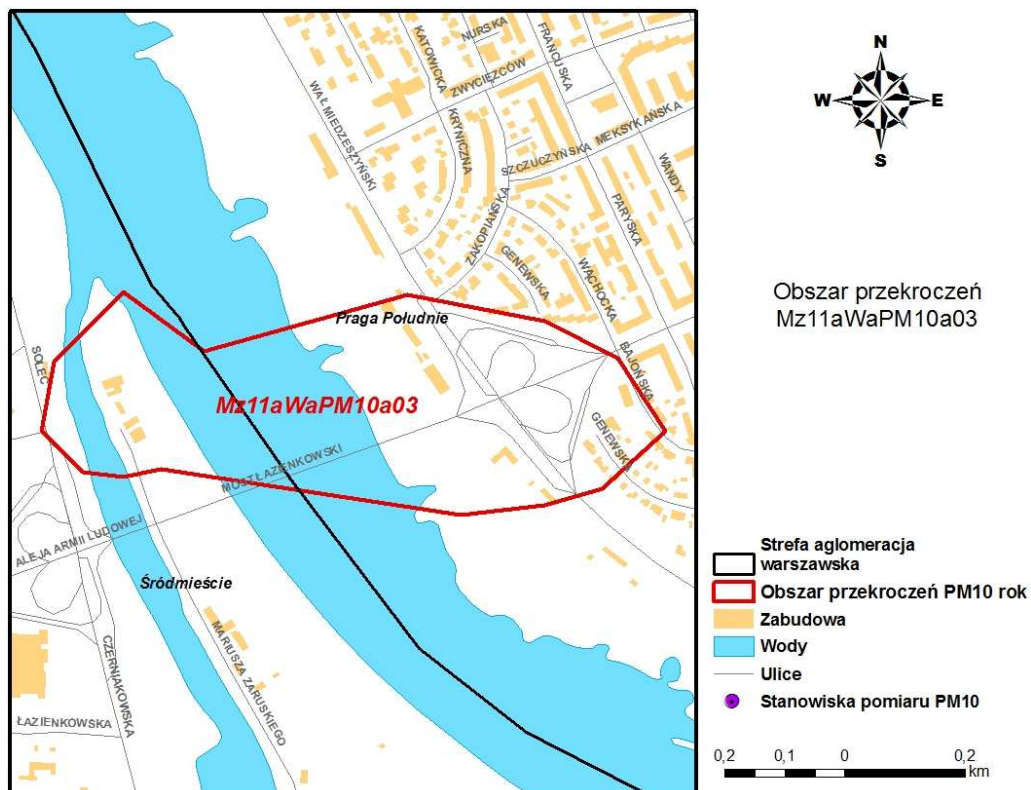 NURSKA
KATOWICKA
FRANCUSKA
ZWYCIĘZCÓW
WAŁ MIEDZESZYŃSKI
KRYNICZNA
MEKSYKAŃSKA
SZCZUCZYŃSKA
WANDY
ZAKOPIAŃSKA
PARYSKA
GENEWSKA
WĄCHOCKA
Praga Południe
SOLEC
BAJOŃSKA
Mz11aWaPM10a03
GENEWSKA
MOST ŁAZIENKOWSKI
ALEJA ARMII LUDOWEJ
Śródmieście
CZERNIAKOWSKA
MARIUSZA ZARUSKIEGO
ŁAZIENKOWSKA
N
W
E
S
Obszar przekroczeń
Mz11aWaPM10a03
Strefa aglomeracja
warszawska
Obszar przekroczeń PM10 rok
Zabudowa
Wody
Ulice
Stanowiska pomiaru PM10
0,2 0,1 0 0,2
km